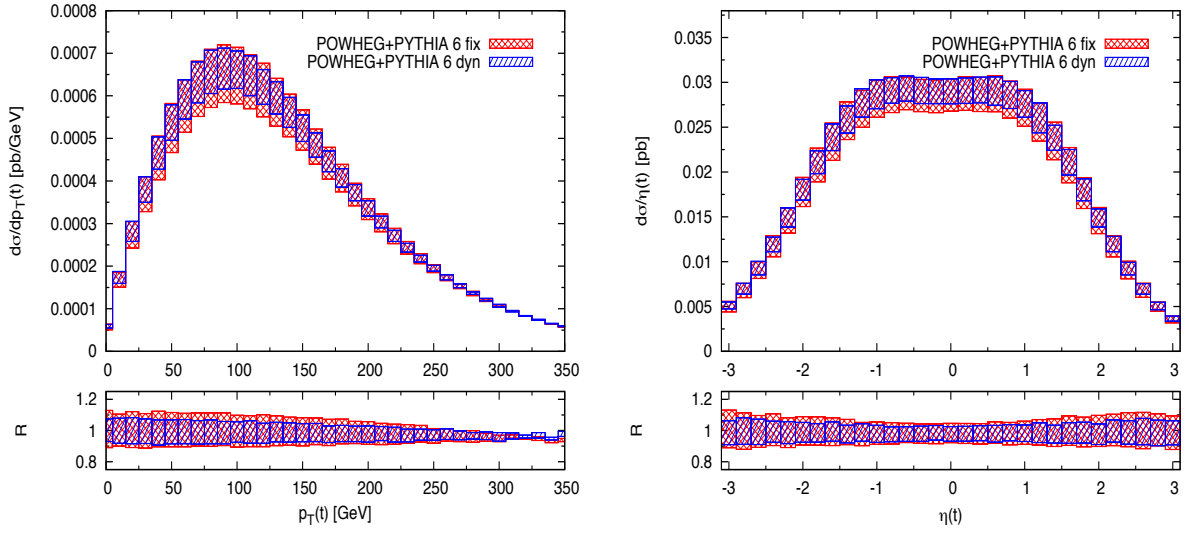 POWHEG+PYTHIA 6 fix
POWHEG+PYTHIA 6 dyn
dσ/dp_T(t) [pb/GeV]
0.0008
0.0007
0.0006
0.0005
0.0004
0.0003
0.0002
0.0001
0
0 50 100 150 200 250 300 350
R
1.2
1
0.8
0 50 100 150 200 250 300 350
p_T(t) [GeV]
POWHEG+PYTHIA 6 fix
POWHEG+PYTHIA 6 dyn
dσ/η(t) [pb]
0.035
0.03
0.025
0.02
0.015
0.01
0.005
0
-3 -2 -1 0 1 2 3
R
1.2
1
0.8
-3 -2 -1 0 1 2 3
η(t)